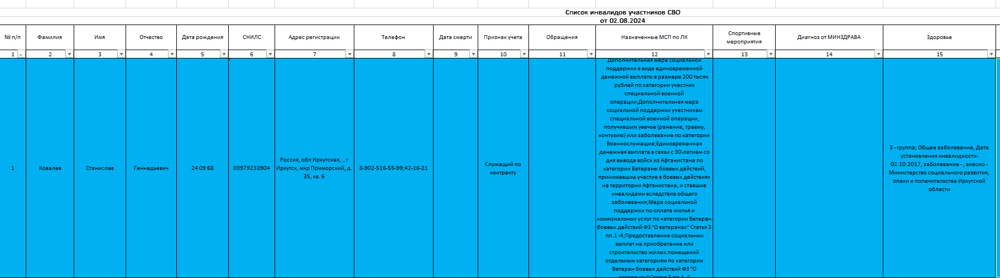 Список инвалидов участников СВО
от 02.08.2024
№ п/п Фамилия Имя Отчество Дата рождения СНИЛС Адрес регистрации Телефон Дата смерти Признак учета Обращения Назначенные МСП по ЛК Спортивные мероприятия Диагноз от МИНЗДРАВА Здоровье
1 2 3 4 5 6 7 8 9 10 11 12 13 14 15
1
Ковалев
Станислав
Геннадьевич
24 09 68
03979233904
Россия, обл Иркутская, , г
Иркутск, мкр Приморский, д.
35, кв. 6
8-902-516-55-99;42-16-31
Служащий по
контракту
Дополнительная мера социальной
поддержки в виде единовременной
денежной выплаты в размере 200 тысяч
рублей по категории участник
специальной военной
операции;Дополнительная мера
социальной поддержки участникам
специальной военной операции,
получившим увечье (ранение, травму,
контузию) или заболевание по категории
Военнослужащие;Единовременная
денежная выплата в связи с 30-летием со
дня вывода войск из Афганистана по
категории Ветераны боевых действий,
принимавшие участие в боевых действиях
на территории Афганистана, и ставшие
инвалидами вследствие общего
заболевания;Мера социальной
поддержки по оплате жилья и
коммунальных услуг по категории Ветеран
боевых действий ФЗ "О ветеранах" Статья 3
пп.1 -4;Предоставление социальных
выплат на приобретение или
строительство жилых помещений
отдельным категориям по категории
Ветеран боевых действий ФЗ "О
ветеранах" Статья 3 пп.1 -4
3 - группа; Общее заболевание, Дата
установления инвалидности-
02.10.2017, заболевание - , внесно -
Министерство социального развития,
опеки и попечительства Иркутской
области